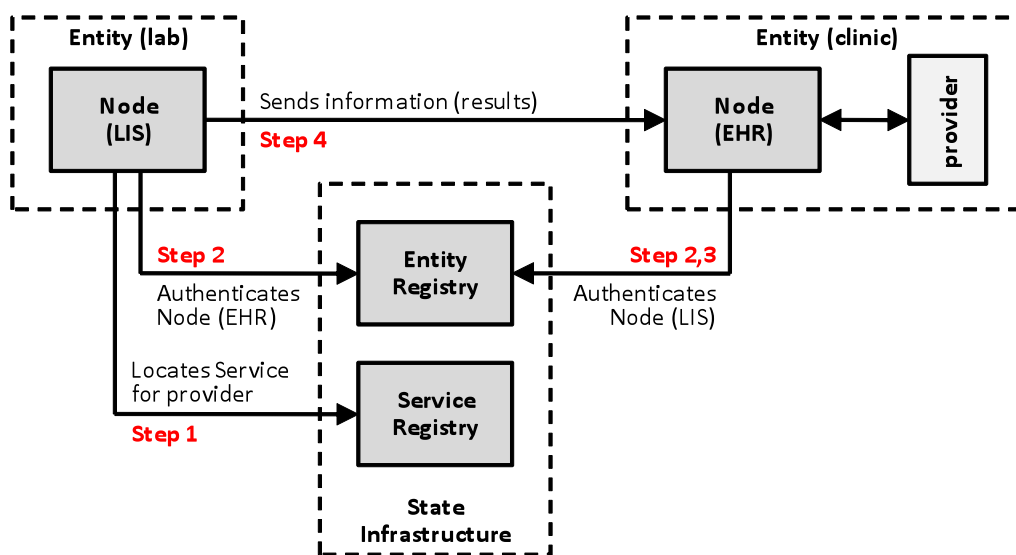 Entity (lab)
Node
(LIS)
Sends information (results)
Step 4
Entity (clinic)
Node
(EHR)
provider
Step 2
Authenticates
Node (EHR)
Entity
Registry
Step 2,3
Authenticates
Node (LIS)
Locates Service
for provider
Step 1
Service
Registry
State
Infrastructure